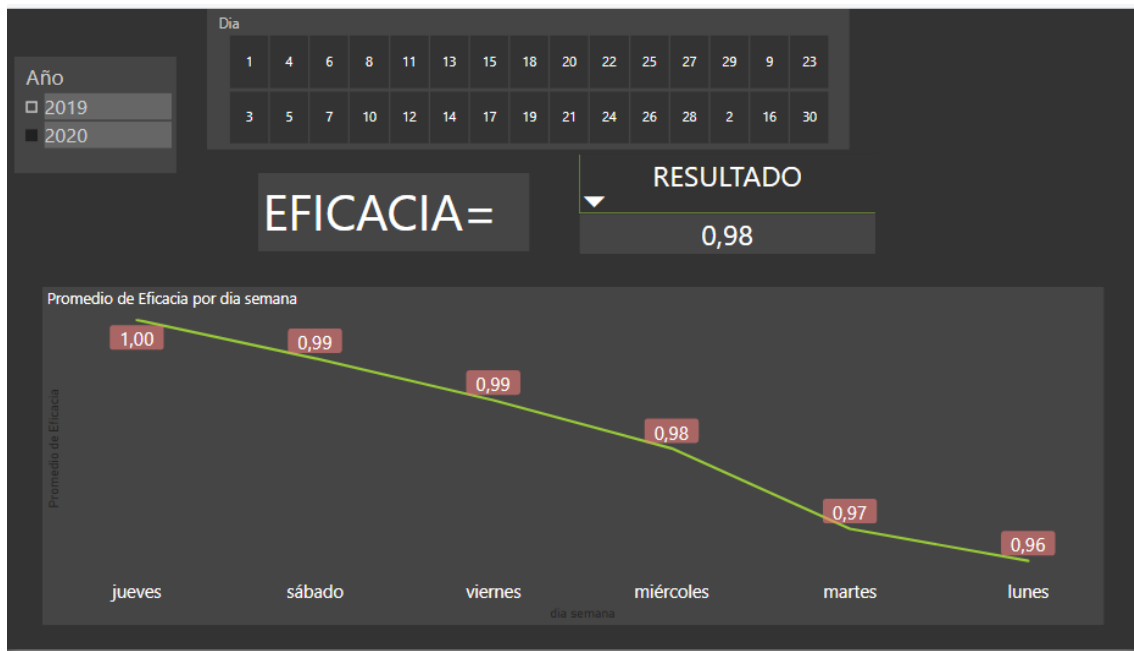 Dia
1 4 6 8 11 13 15 18 20 22 25 27 29 9 23
3 5 7 10 12 14 17 19 21 24 26 28 2 16 30
Año
2019
2020
EFICACIA=
RESULTADO
0,98
Promedio de Eficacia por dia semana
Promedio de Eficacia
1,00
0,99
0,99
0,98
0,97
0,96
jueves sábado viernes miércoles martes lunes
dia semana